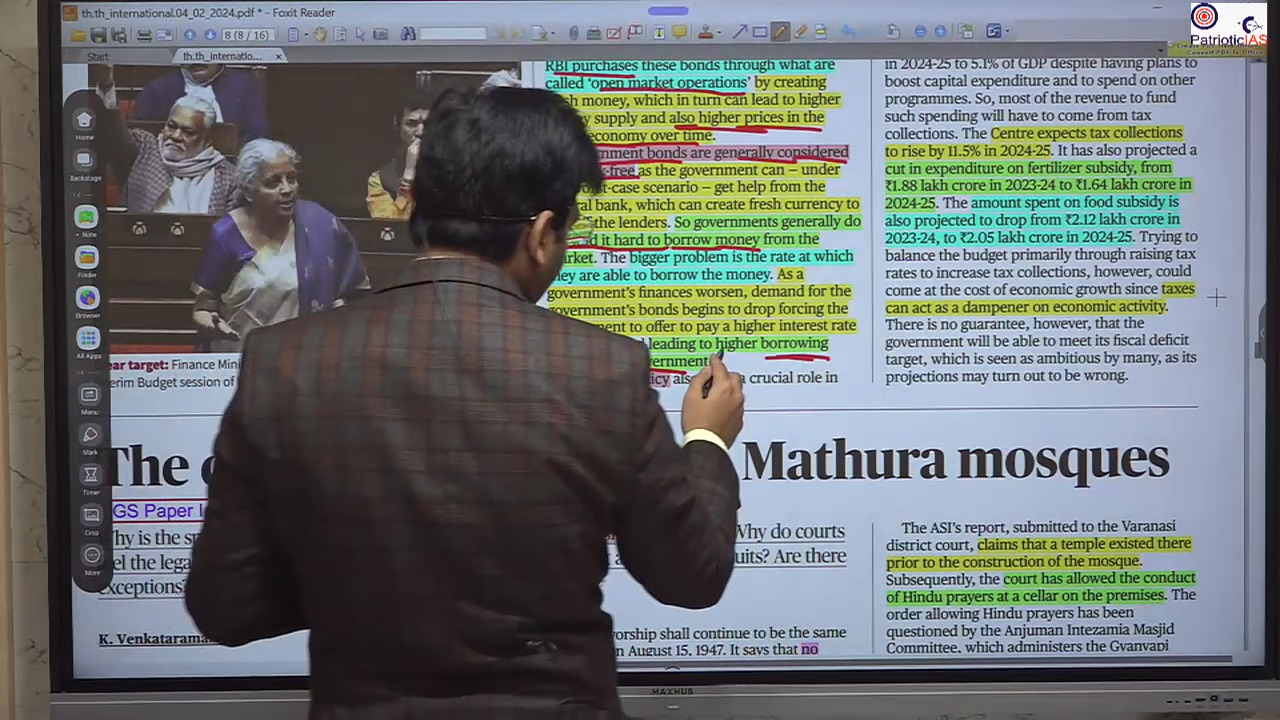 th.th_international.04_02_2024.pdf * - Foxit Reader
8 (8 / 16)
Start
th.th_internatio...
PatrioticIAS
Home
Backstage
Note
Finder
Browser
All Apps
Menu
Mark
Timer
Crop
More
ear target: Finance Mini
erim Budget session of
RBI purchases these bonds through what are
called ‘open market operations’ by creating
sh money, which in turn can lead to higher
supply and also higher prices in the
economy over time.
nment bonds are generally considered
-free as the government can – under
st-case scenario – get help from the
al bank, which can create fresh currency to
the lenders. So governments generally do
d it hard to borrow money from the
rket. The bigger problem is the rate at which
hey are able to borrow the money. As a
government’s finances worsen, demand for the
government’s bonds begins to drop forcing the
ment to offer to pay a higher interest rate
leading to higher borrowing
ernment
icy also a crucial role in
in 2024-25 to 5.1% of GDP despite having plans to
boost capital expenditure and to spend on other
programmes. So, most of the revenue to fund
such spending will have to come from tax
collections. The Centre expects tax collections
to rise by 11.5% in 2024-25. It has also projected a
cut in expenditure on fertilizer subsidy, from
₹1.88 lakh crore in 2023-24 to ₹1.64 lakh crore in
2024-25. The amount spent on food subsidy is
also projected to drop from ₹2.12 lakh crore in
2023-24, to ₹2.05 lakh crore in 2024-25. Trying to
balance the budget primarily through raising tax
rates to increase tax collections, however, could
come at the cost of economic growth since taxes
can act as a dampener on economic activity.
There is no guarantee, however, that the
government will be able to meet its fiscal deficit
target, which is seen as ambitious by many, as its
projections may turn out to be wrong.
The Mathura mosques
GS Paper I
Why is the sp Why do courts
el the lega uits? Are there
exceptions?
K. Venkatarama
orship shall continue to be the same
n August 15, 1947. It says that no
The ASI’s report, submitted to the Varanasi
district court, claims that a temple existed there
prior to the construction of the mosque.
Subsequently, the court has allowed the conduct
of Hindu prayers at a cellar on the premises. The
order allowing Hindu prayers has been
questioned by the Anjuman Intezamia Masjid
Committee, which administers the Gyanvapi
MAXHUB